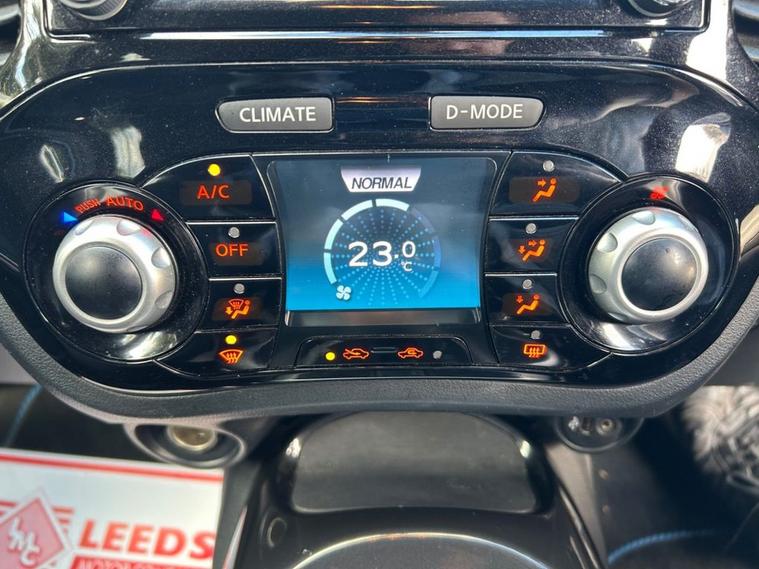 CLIMATE
D-MODE
NORMAL
PUSH AUTO
A/C
OFF
23.0
°C
LEEDS